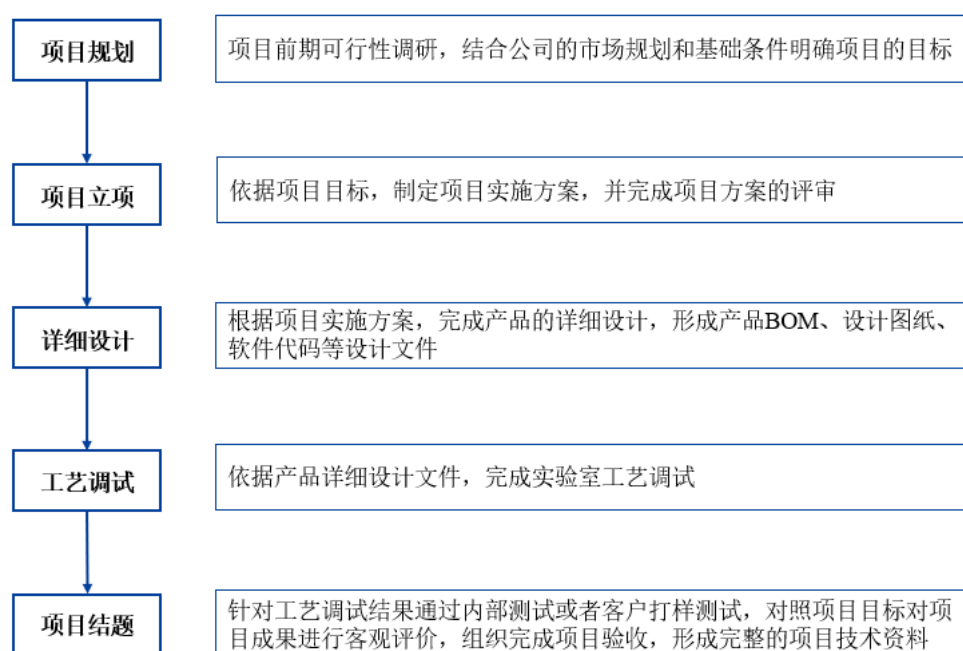 项目规划
项目前期可行性调研，结合公司的市场规划和基础条件明确项目的目标
项目立项
依据项目目标，制定项目实施方案，并完成项目方案的评审
详细设计
根据项目实施方案，完成产品的详细设计，形成产品BOM、设计图纸、
软件代码等设计文件
工艺调试
依据产品详细设计文件，完成实验室工艺调试
项目结题
针对工艺调试结果通过内部测试或者客户打样测试，对照项目目标对项
目成果进行客观评价，组织完成项目验收，形成完整的项目技术资料